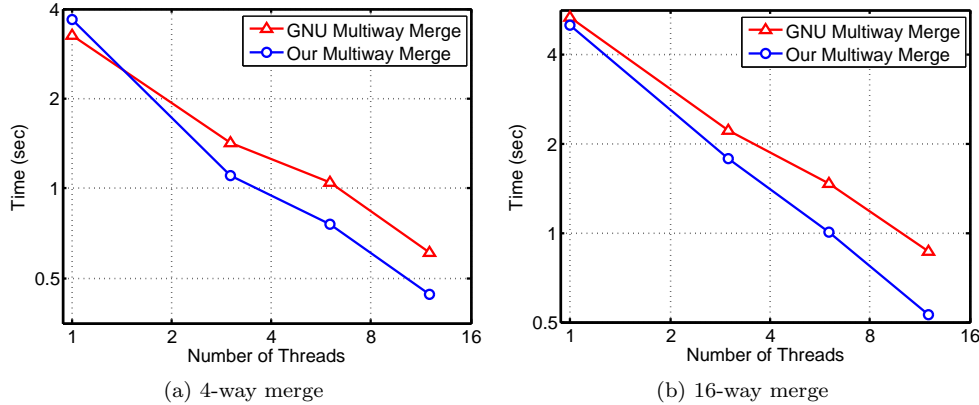 4
2
1
0.5
Time (sec)
GNU Multiway Merge
Our Multiway Merge
1 2 4 8 16
Number of Threads
(a) 4-way merge
4
2
1
0.5
Time (sec)
GNU Multiway Merge
Our Multiway Merge
1 2 4 8 16
Number of Threads
(b) 16-way merge